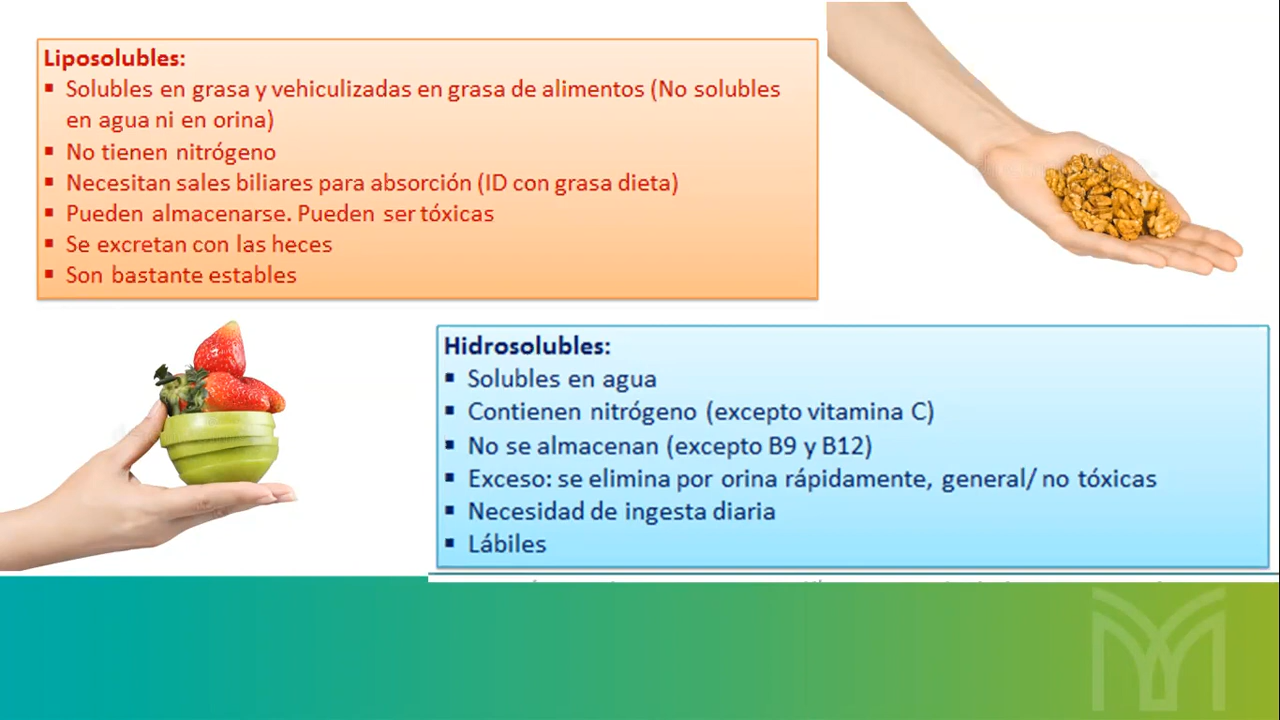 Liposolubles:
▪ Solubles en grasa y vehiculizadas en grasa de alimentos (No solubles
en agua ni en orina)
▪ No tienen nitrógeno
▪ Necesitan sales biliares para absorción (ID con grasa dieta)
▪ Pueden almacenarse. Pueden ser tóxicas
▪ Se excretan con las heces
▪ Son bastante estables
Hidrosolubles:
▪ Solubles en agua
▪ Contienen nitrógeno (excepto vitamina C)
▪ No se almacenan (excepto B9 y B12)
▪ Exceso: se elimina por orina rápidamente, general/ no tóxicas
▪ Necesidad de ingesta diaria
▪ Lábiles